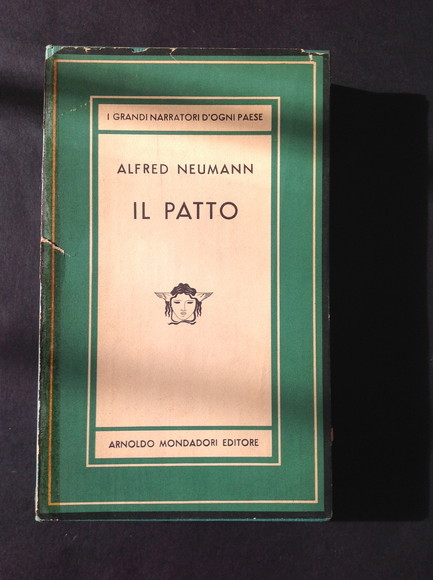 I GRANDI NARRATORI D'OGNI PAESE
ALFRED NEUMANN
IL PATTO
ARNOLDO MONDADORI EDITORE